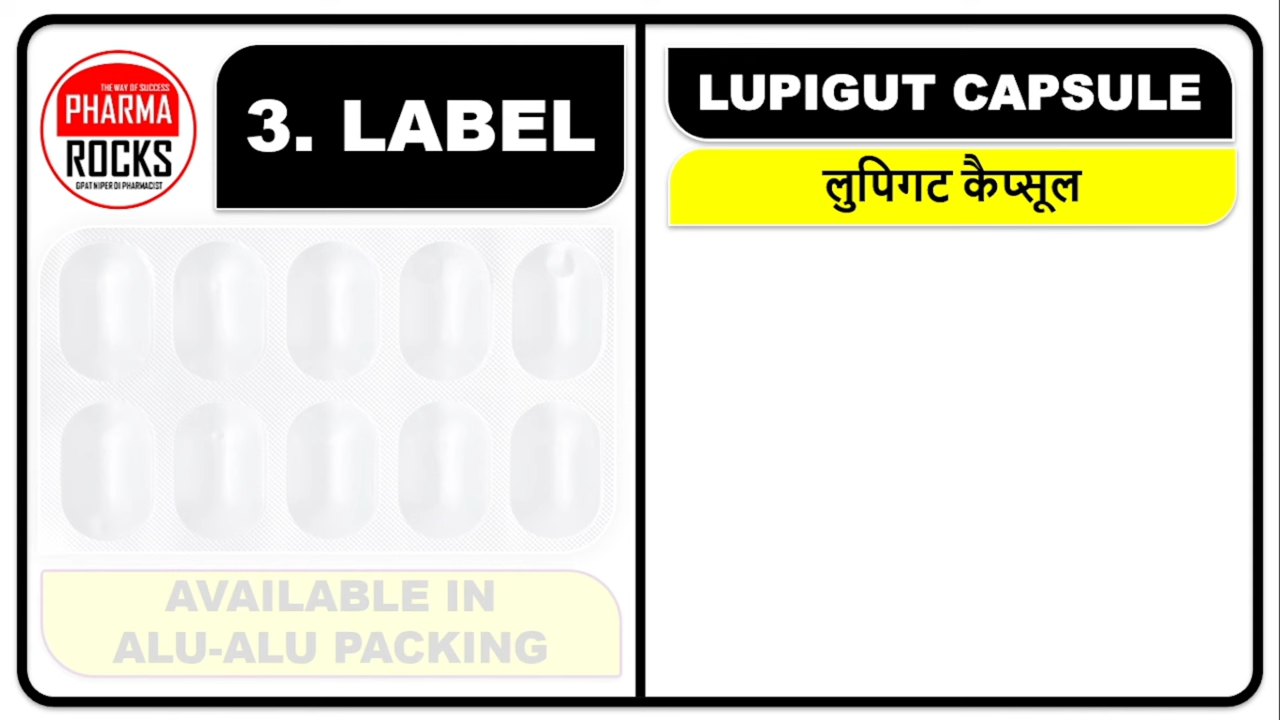 THE WAY OF SUCCESS
PHARMA
ROCKS
GPAT NIPER DI PHARMACIST
3. LABEL
AVAILABLE IN
ALU-ALU PACKING
LUPIGUT CAPSULE
लुपिगट कैप्सूल